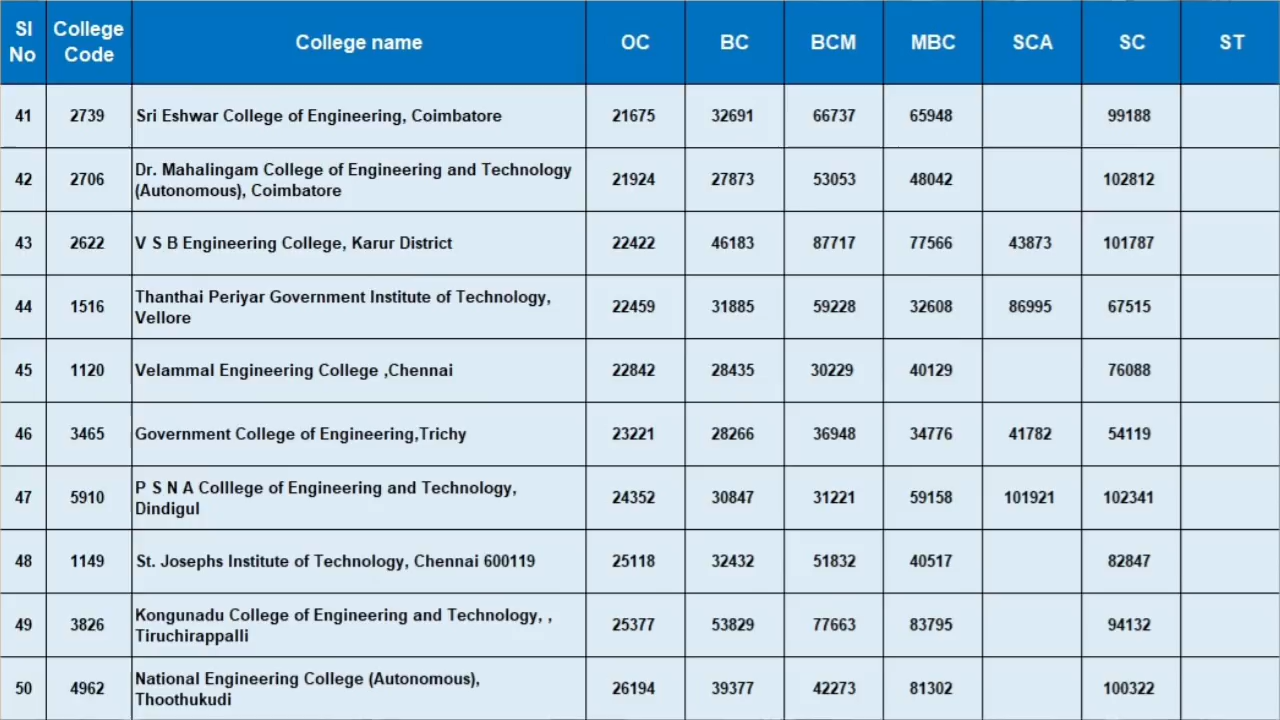 Sl No College Code College name OC BC BCM MBC SCA SC ST
41 2739 Sri Eshwar College of Engineering, Coimbatore 21675 32691 66737 65948 99188
42 2706 Dr. Mahalingam College of Engineering and Technology
(Autonomous), Coimbatore 21924 27873 53053 48042 102812
43 2622 V S B Engineering College, Karur District 22422 46183 87717 77566 43873 101787
44 1516 Thanthai Periyar Government Institute of Technology,
Vellore 22459 31885 59228 32608 86995 67515
45 1120 Velammal Engineering College ,Chennai 22842 28435 30229 40129 76088
46 3465 Government College of Engineering,Trichy 23221 28266 36948 34776 41782 54119
47 5910 P S N A Colllege of Engineering and Technology,
Dindigul 24352 30847 31221 59158 101921 102341
48 1149 St. Josephs Institute of Technology, Chennai 600119 25118 32432 51832 40517 82847
49 3826 Kongunadu College of Engineering and Technology, ,
Tiruchirappalli 25377 53829 77663 83795 94132
50 4962 National Engineering College (Autonomous),
Thoothukudi 26194 39377 42273 81302 100322